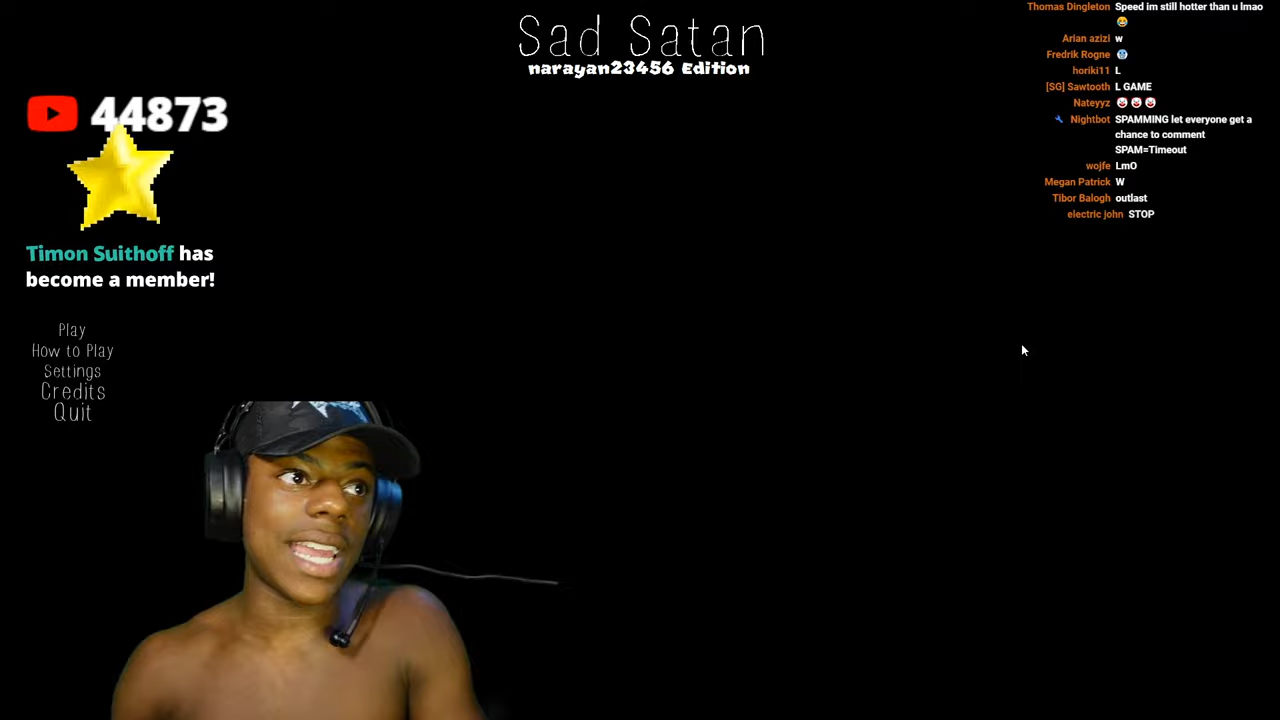 Sad Satan
narayan23456 Edition
44873
Timon Suithoff has
become a member!
Play
How to Play
Settings
Credits
Quit
Thomas Dingleton Speed im still hotter than u lmao
😂
Arian azizi w
Fredrik Rogne 🥶
horiki11 L
[SG] Sawtooth L GAME
Nateyyz 🤡🤡🤡
Nightbot SPAMMING let everyone get a
chance to comment
SPAM=Timeout
wojfe LmO
Megan Patrick W
Tibor Balogh outlast
electric john STOP